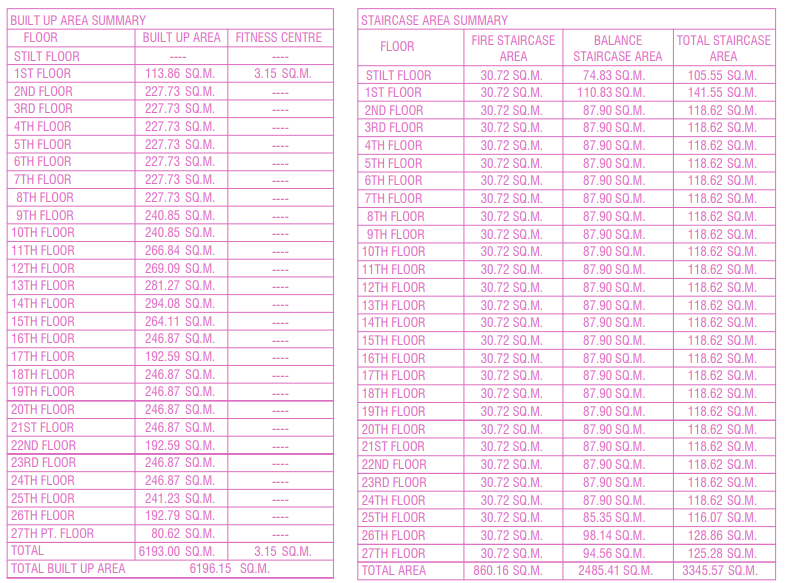 BUILT UP AREA SUMMARY
FLOOR BUILT UP AREA FITNESS CENTRE
STILT FLOOR ---- ----
1ST FLOOR 113.86 SQ.M. 3.15 SQ.M.
2ND FLOOR 227.73 SQ.M. ----
3RD FLOOR 227.73 SQ.M. ----
4TH FLOOR 227.73 SQ.M. ----
5TH FLOOR 227.73 SQ.M. ----
6TH FLOOR 227.73 SQ.M. ----
7TH FLOOR 227.73 SQ.M. ----
8TH FLOOR 227.73 SQ.M. ----
9TH FLOOR 240.85 SQ.M. ----
10TH FLOOR 240.85 SQ.M. ----
11TH FLOOR 266.84 SQ.M. ----
12TH FLOOR 269.09 SQ.M. ----
13TH FLOOR 281.27 SQ.M. ----
14TH FLOOR 294.08 SQ.M. ----
15TH FLOOR 264.11 SQ.M. ----
16TH FLOOR 246.87 SQ.M. ----
17TH FLOOR 192.59 SQ.M. ----
18TH FLOOR 246.87 SQ.M. ----
19TH FLOOR 246.87 SQ.M. ----
20TH FLOOR 246.87 SQ.M. ----
21ST FLOOR 246.87 SQ.M. ----
22ND FLOOR 192.59 SQ.M. ----
23RD FLOOR 246.87 SQ.M. ----
24TH FLOOR 246.87 SQ.M. ----
25TH FLOOR 241.23 SQ.M. ----
26TH FLOOR 192.79 SQ.M. ----
27TH PT. FLOOR 80.62 SQ.M. ----
TOTAL 6193.00 SQ.M. 3.15 SQ.M.
TOTAL BUILT UP AREA 6196.15 SQ.M.
STAIRCASE AREA SUMMARY
FLOOR FIRE STAIRCASE AREA BALANCE STAIRCASE AREA TOTAL STAIRCASE AREA
STILT FLOOR 30.72 SQ.M. 74.83 SQ.M. 105.55 SQ.M.
1ST FLOOR 30.72 SQ.M. 110.83 SQ.M. 141.55 SQ.M.
2ND FLOOR 30.72 SQ.M. 87.90 SQ.M. 118.62 SQ.M.
3RD FLOOR 30.72 SQ.M. 87.90 SQ.M. 118.62 SQ.M.
4TH FLOOR 30.72 SQ.M. 87.90 SQ.M. 118.62 SQ.M.
5TH FLOOR 30.72 SQ.M. 87.90 SQ.M. 118.62 SQ.M.
6TH FLOOR 30.72 SQ.M. 87.90 SQ.M. 118.62 SQ.M.
7TH FLOOR 30.72 SQ.M. 87.90 SQ.M. 118.62 SQ.M.
8TH FLOOR 30.72 SQ.M. 87.90 SQ.M. 118.62 SQ.M.
9TH FLOOR 30.72 SQ.M. 87.90 SQ.M. 118.62 SQ.M.
10TH FLOOR 30.72 SQ.M. 87.90 SQ.M. 118.62 SQ.M.
11TH FLOOR 30.72 SQ.M. 87.90 SQ.M. 118.62 SQ.M.
12TH FLOOR 30.72 SQ.M. 87.90 SQ.M. 118.62 SQ.M.
13TH FLOOR 30.72 SQ.M. 87.90 SQ.M. 118.62 SQ.M.
14TH FLOOR 30.72 SQ.M. 87.90 SQ.M. 118.62 SQ.M.
15TH FLOOR 30.72 SQ.M. 87.90 SQ.M. 118.62 SQ.M.
16TH FLOOR 30.72 SQ.M. 87.90 SQ.M. 118.62 SQ.M.
17TH FLOOR 30.72 SQ.M. 87.90 SQ.M. 118.62 SQ.M.
18TH FLOOR 30.72 SQ.M. 87.90 SQ.M. 118.62 SQ.M.
19TH FLOOR 30.72 SQ.M. 87.90 SQ.M. 118.62 SQ.M.
20TH FLOOR 30.72 SQ.M. 87.90 SQ.M. 118.62 SQ.M.
21ST FLOOR 30.72 SQ.M. 87.90 SQ.M. 118.62 SQ.M.
22ND FLOOR 30.72 SQ.M. 87.90 SQ.M. 118.62 SQ.M.
23RD FLOOR 30.72 SQ.M. 87.90 SQ.M. 118.62 SQ.M.
24TH FLOOR 30.72 SQ.M. 87.90 SQ.M. 118.62 SQ.M.
25TH FLOOR 30.72 SQ.M. 85.35 SQ.M. 116.07 SQ.M.
26TH FLOOR 30.72 SQ.M. 98.14 SQ.M. 128.86 SQ.M.
27TH FLOOR 30.72 SQ.M. 94.56 SQ.M. 125.28 SQ.M.
TOTAL AREA 860.16 SQ.M. 2485.41 SQ.M. 3345.57 SQ.M.